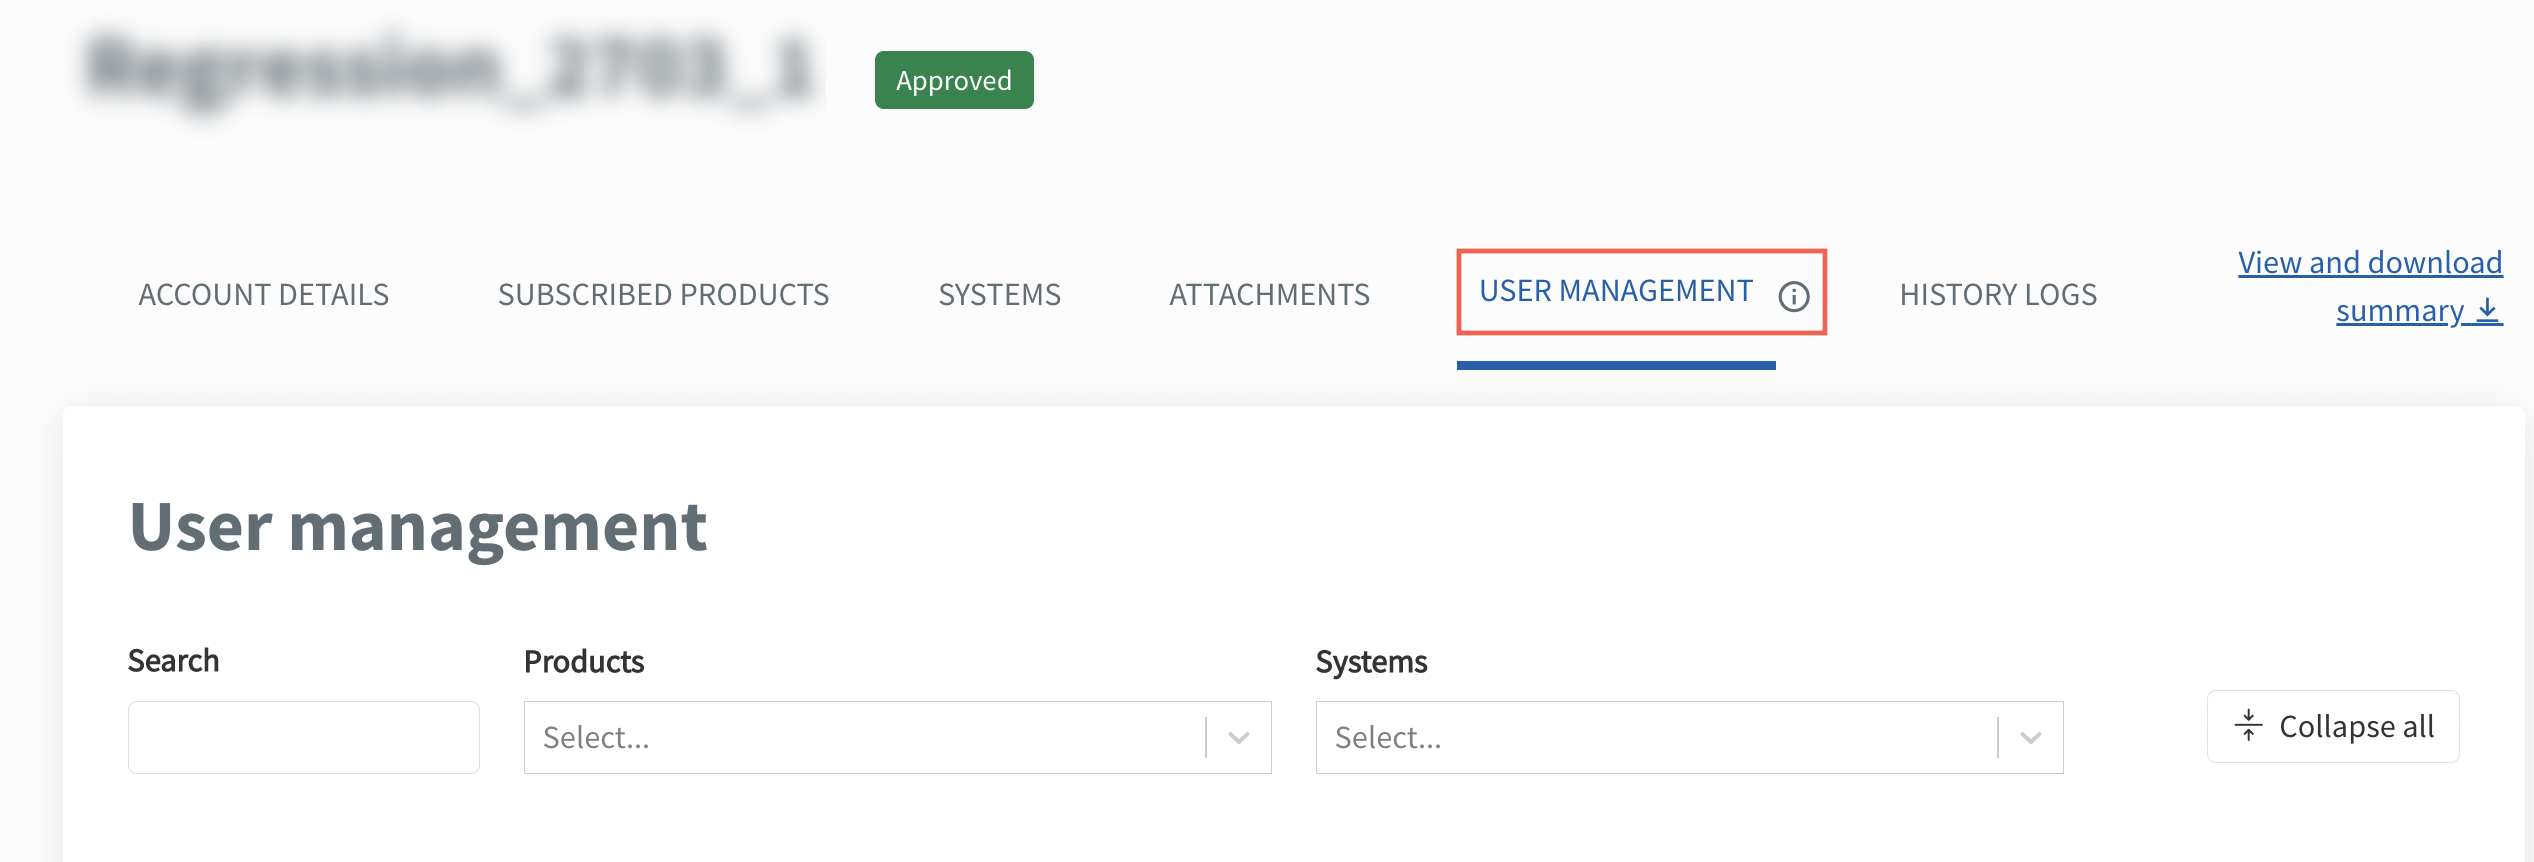 Regression_2703_1
Approved
ACCOUNT DETAILS
SUBSCRIBED PRODUCTS
SYSTEMS
ATTACHMENTS
USER MANAGEMENT
HISTORY LOGS
View and download
summary
User management
Search
Products
Systems
Select...
Select...
Collapse all